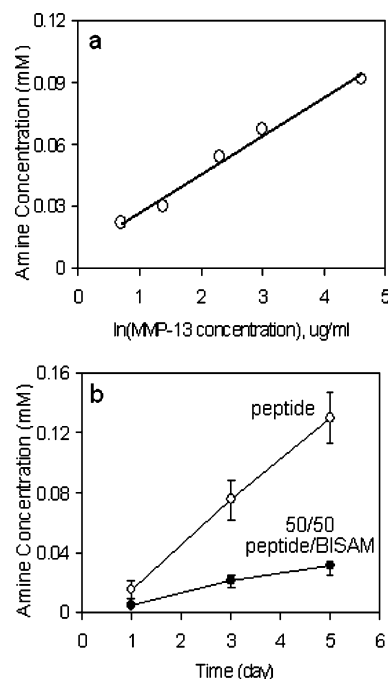 a
Amine Concentration (mM)
0.12
0.09
0.06
0.03
0
0 1 2 3 4 5
ln(MMP-13 concentration), ug/ml
b
Amine Concentration (mM)
0.16
0.12
0.08
0.04
0
peptide
50/50
peptide/BISAM
0 1 2 3 4 5 6
Time (day)